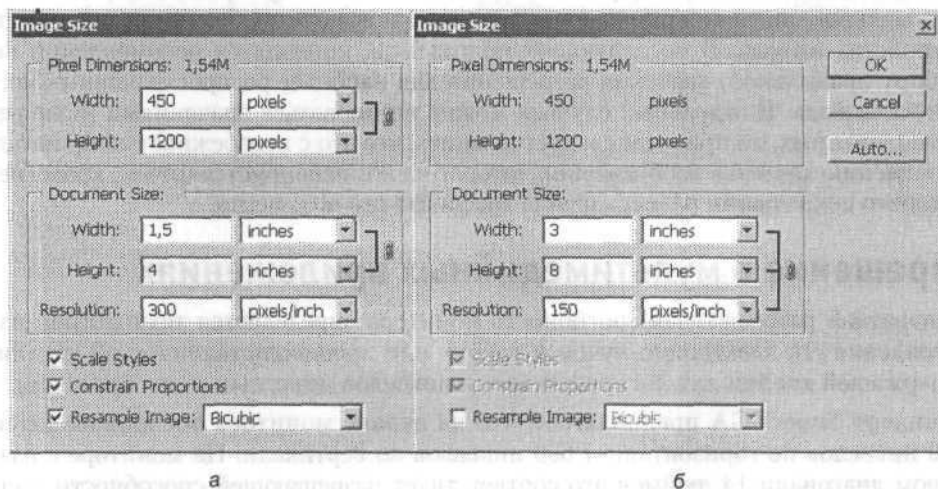 Image Size
Pixel Dimensions: 1,54M
Width: 450 pixels
Height: 1200 pixels
Document Size:
Width: 1,5 inches
Height: 4 inches
Resolution: 300 pixels/inch
Scale Styles
Constrain Proportions
Resample Image: Bicubic
а
Image Size
Pixel Dimensions: 1,54M
Width: 450 pixels
Height: 1200 pixels
Document Size:
Width: 3 inches
Height: 8 inches
Resolution: 150 pixels/inch
Scale Styles
Constrain Proportions
Resample Image: Bicubic
OK
Cancel
Auto...
б